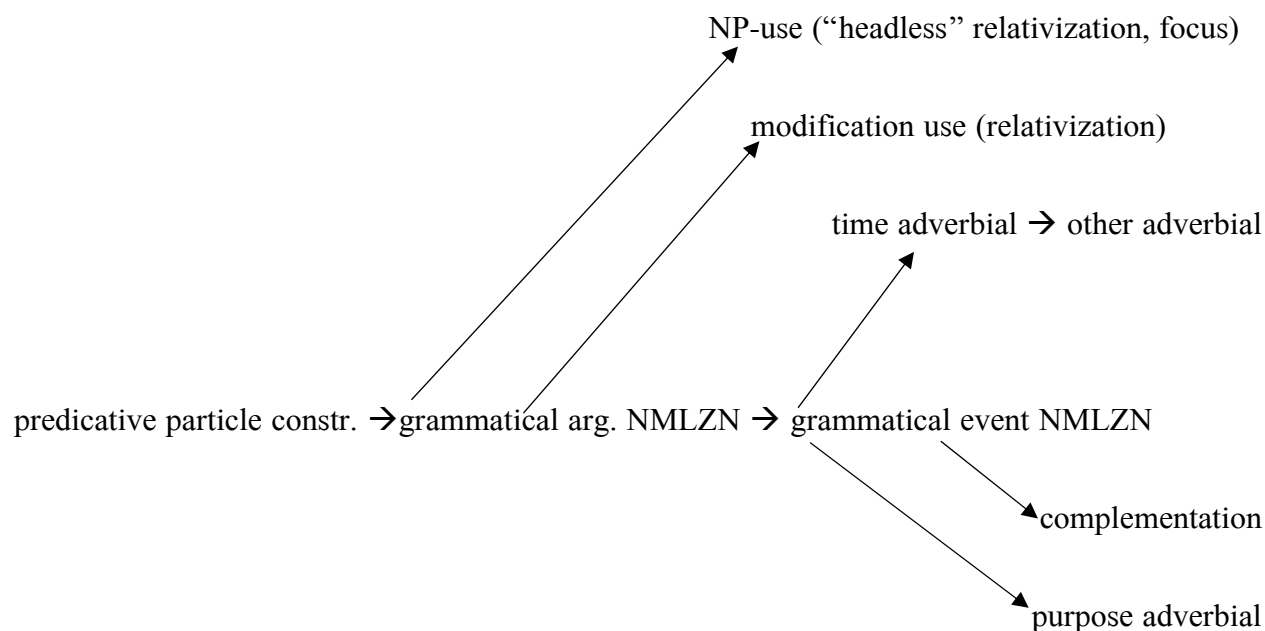 NP-use (“headless” relativization, focus)
modification use (relativization)
time adverbial → other adverbial
predicative particle constr. →grammatical arg. NMLZN → grammatical event NMLZN
complementation
purpose adverbial